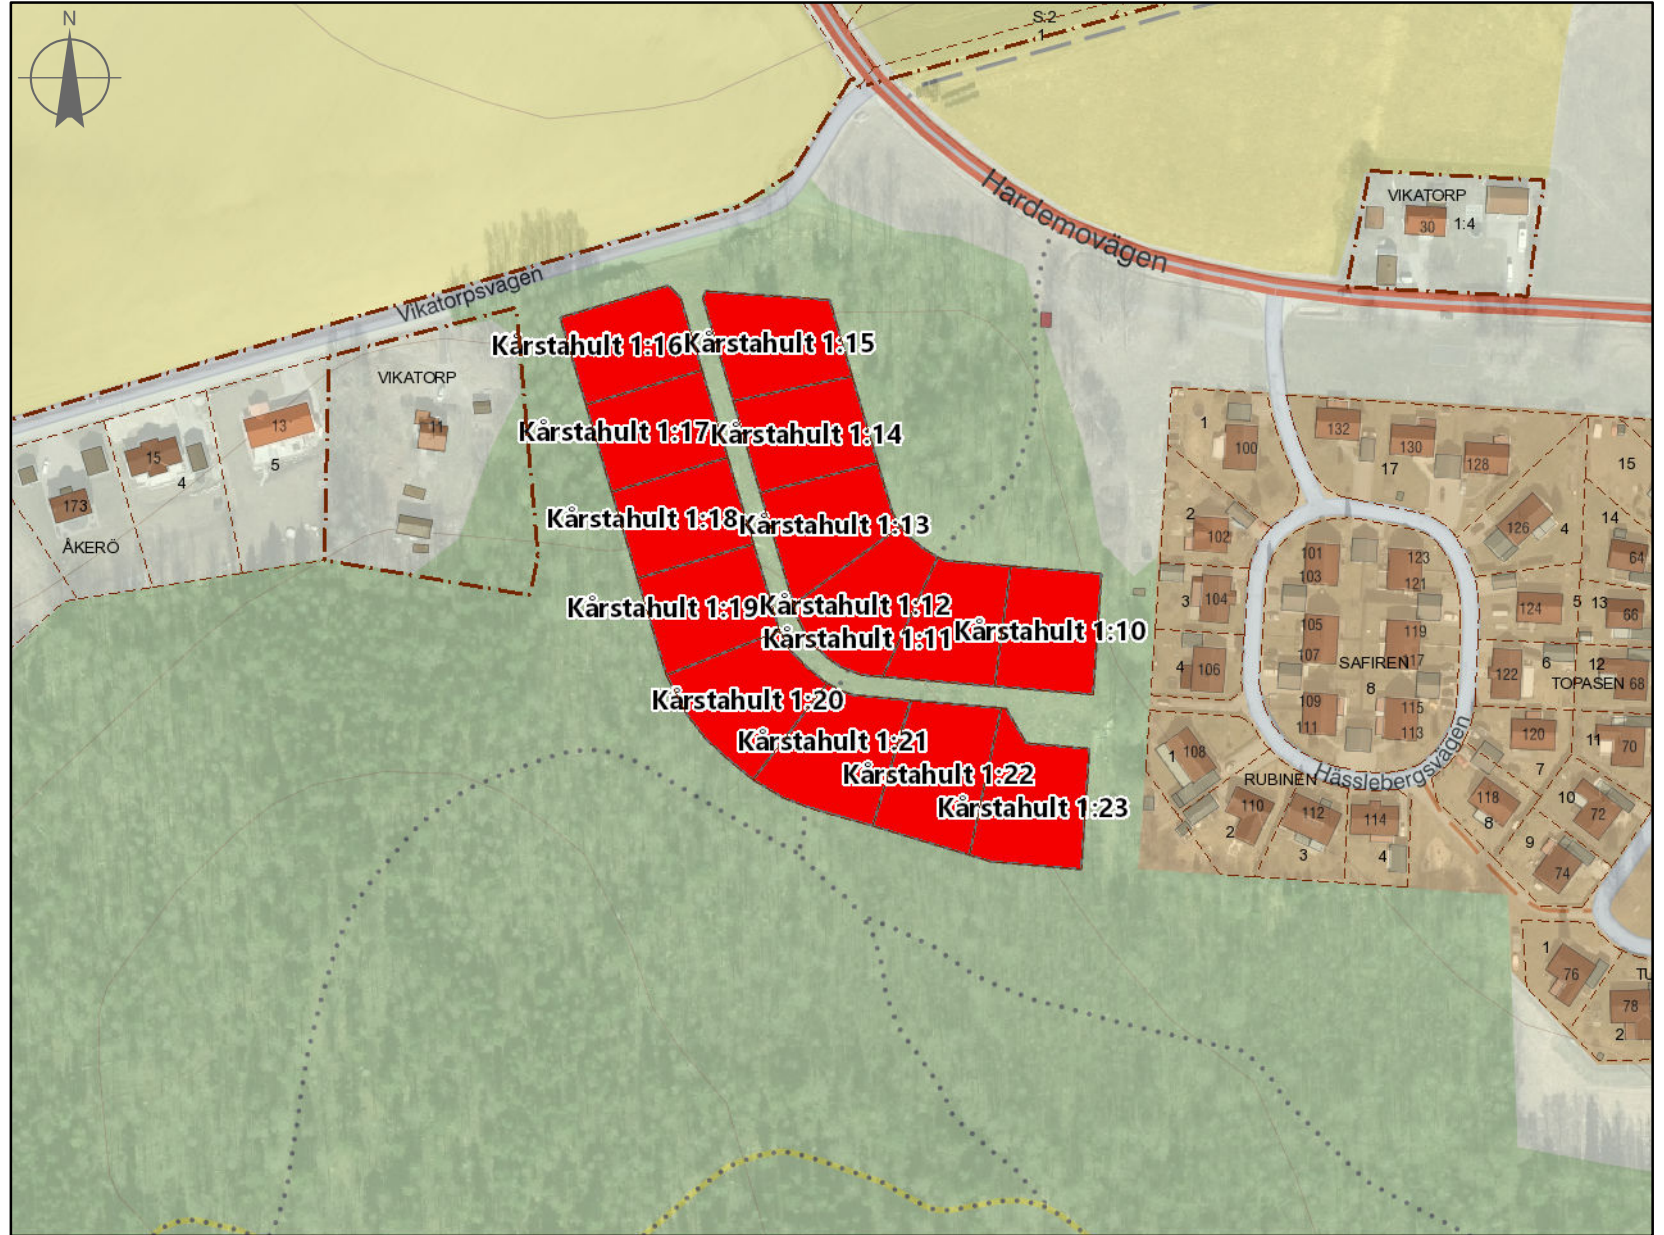 N
S:2
1
Hardemovägen
VIKATORP
30
1:4
Vikatorpsvägen
Kårstahult 1:16
Kårstahult 1:15
VIKATORP
11
13
5
15
4
173
ÅKERÖ
Kårstahult 1:17
Kårstahult 1:14
Kårstahult 1:18
Kårstahult 1:13
Kårstahult 1:19
Kårstahult 1:12
Kårstahult 1:11
Kårstahult 1:10
Kårstahult 1:20
Kårstahult 1:21
Kårstahult 1:22
Kårstahult 1:23
1
100
132
130
128
17
15
2
102
101
103
123
121
126
4
14
64
3
104
105
107
119
117
124
5
13
66
4
106
SAFIREN
8
122
6
12
TOPASEN
68
109
111
115
113
120
11
70
1
108
RUBINEN
Hässlebergsvägen
7
110
2
112
3
114
4
118
8
10
72
9
74
1
76
TU
78
2